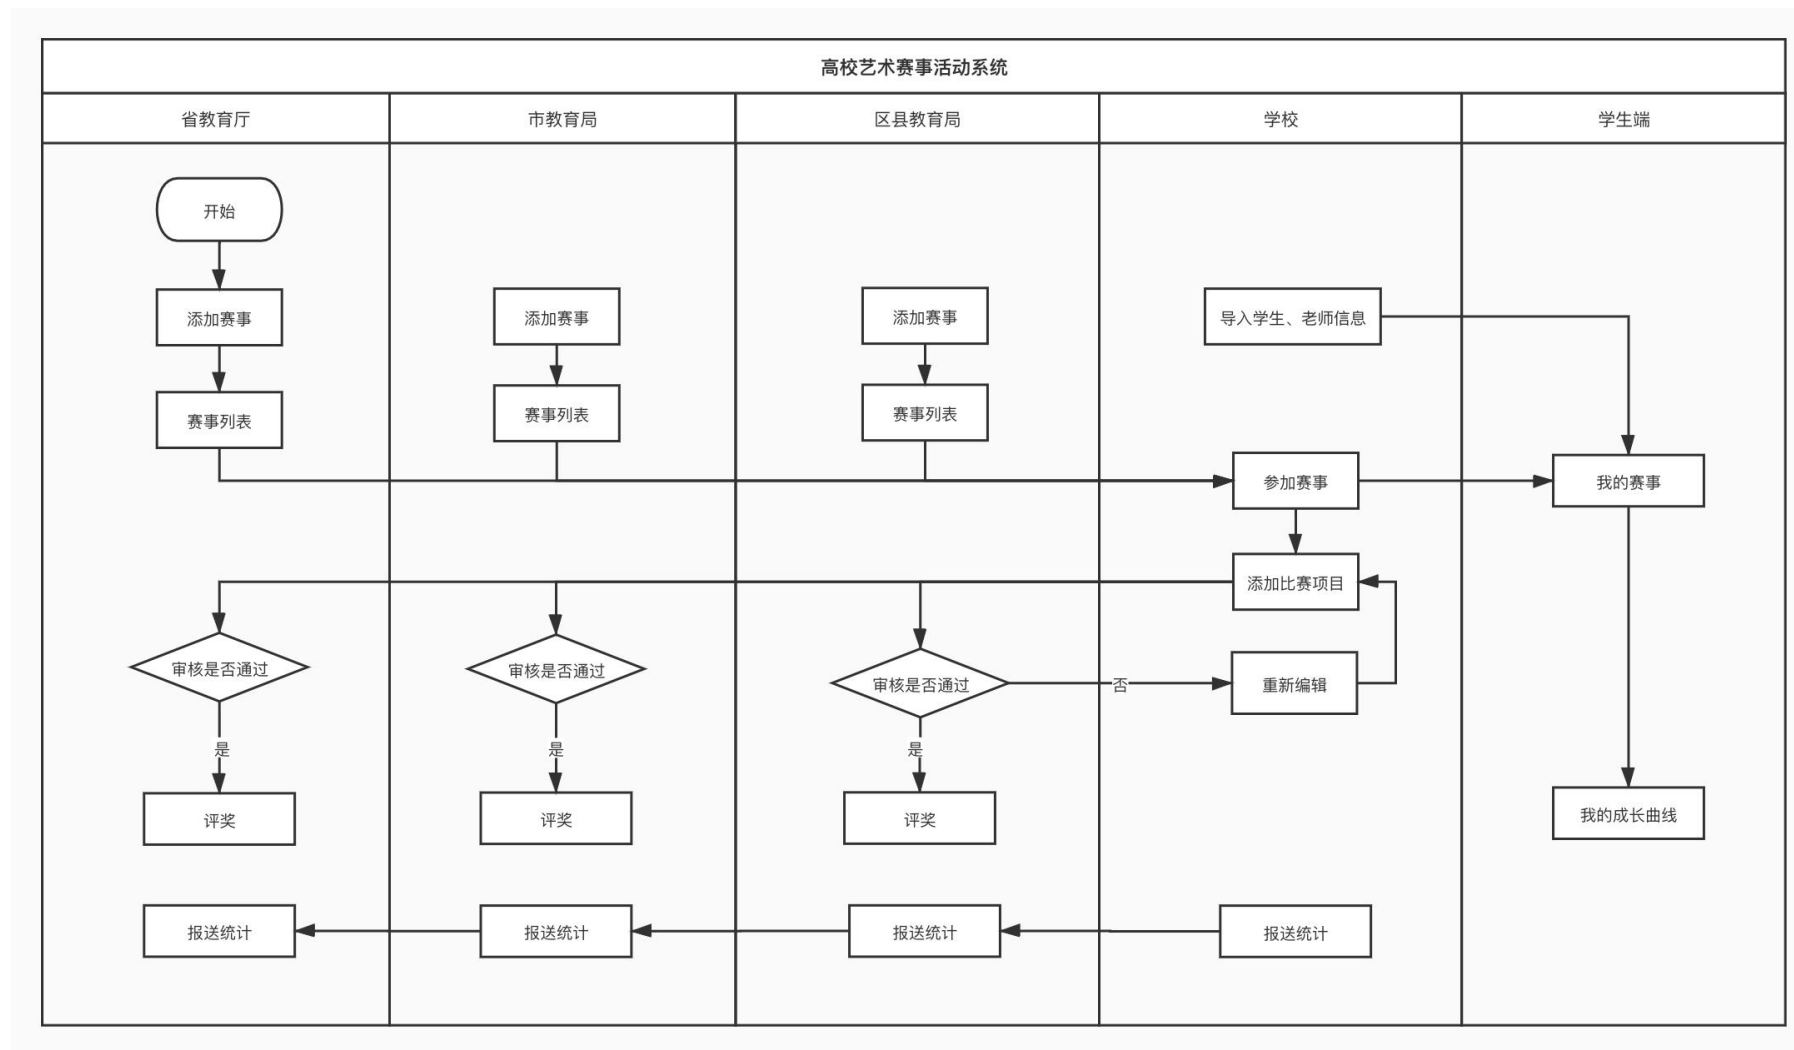 高校艺术赛事活动系统
省教育厅
市教育局
区县教育局
学校
学生端
开始
添加赛事
添加赛事
添加赛事
导入学生、老师信息
赛事列表
赛事列表
赛事列表
参加赛事
我的赛事
添加比赛项目
审核是否通过
审核是否通过
审核是否通过
否
重新编辑
是
是
是
评奖
评奖
评奖
我的成长曲线
报送统计
报送统计
报送统计
报送统计